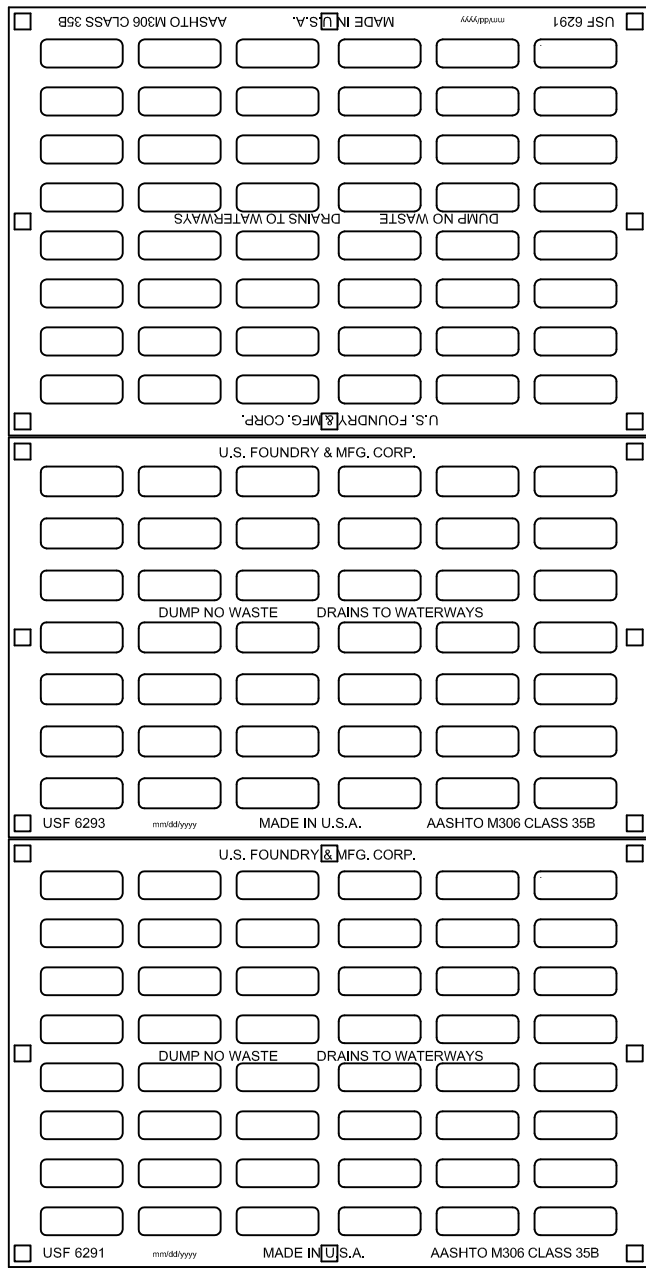 USF 6291 mm/dd/yyyy MADE IN U.S.A. AASHTO M306 CLASS 35B
DUMP NO WASTE DRAINS TO WATERWAYS
U.S. FOUNDRY & MFG. CORP.
U.S. FOUNDRY & MFG. CORP.
DUMP NO WASTE DRAINS TO WATERWAYS
USF 6293 mm/dd/yyyy MADE IN U.S.A. AASHTO M306 CLASS 35B
U.S. FOUNDRY & MFG. CORP.
DUMP NO WASTE DRAINS TO WATERWAYS
USF 6291 mm/dd/yyyy MADE IN U.S.A. AASHTO M306 CLASS 35B